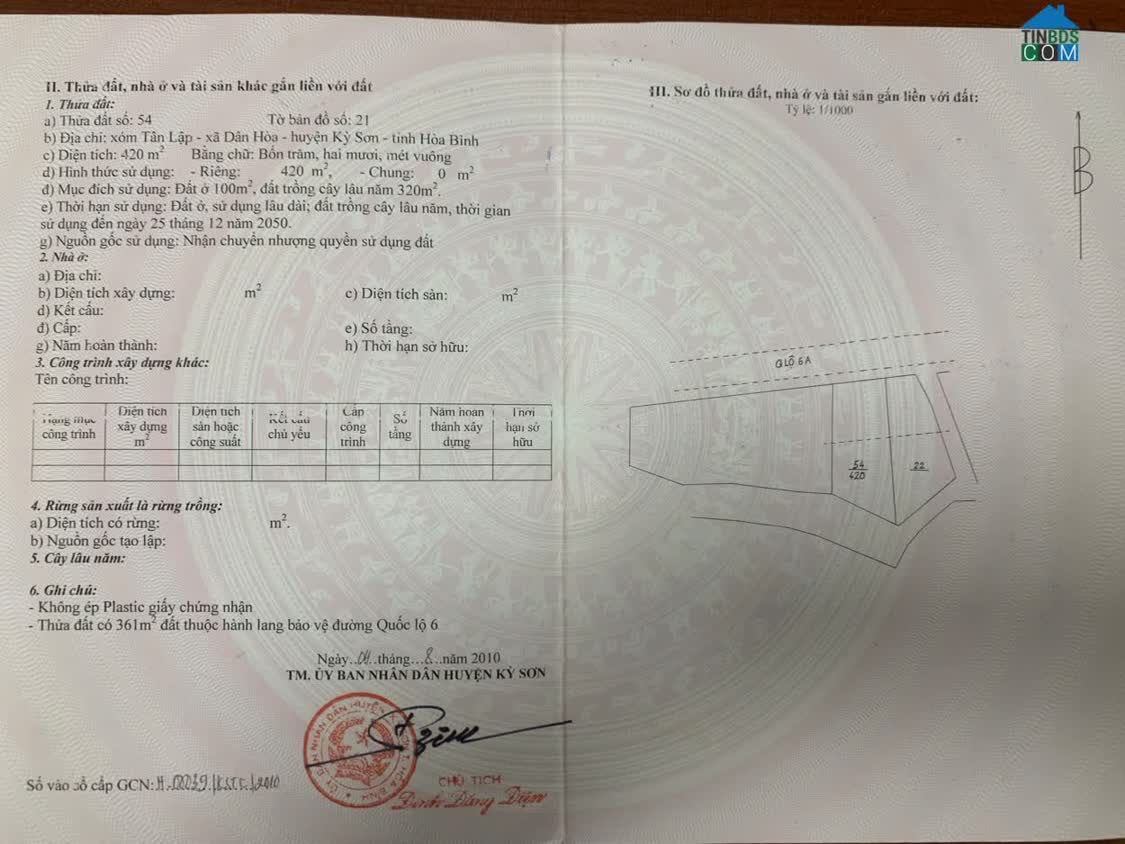 TINBDS
COM
II. Thửa đất, nhà ở và tài sản khác gắn liền với đất
1. Thửa đất:
a) Thửa đất số: 54 Tờ bản đồ số: 21
b) Địa chỉ: xóm Tân Lập - xã Dân Hòa - huyện Kỳ Sơn - tỉnh Hòa Bình
c) Diện tích: 420 m² Bằng chữ: Bốn trăm, hai mươi, mét vuông
d) Hình thức sử dụng: - Riêng: 420 m², - Chung: 0 m²
đ) Mục đích sử dụng: Đất ở 100m², đất trồng cây lâu năm 320m².
e) Thời hạn sử dụng: Đất ở, sử dụng lâu dài; đất trồng cây lâu năm, thời gian
sử dụng đến ngày 25 tháng 12 năm 2050.
g) Nguồn gốc sử dụng: Nhận chuyển nhượng quyền sử dụng đất
2. Nhà ở:
a) Địa chỉ:
b) Diện tích xây dựng: m² c) Diện tích sàn: m²
d) Kết cấu:
đ) Cấp: e) Số tầng:
g) Năm hoàn thành: h) Thời hạn sở hữu:
3. Công trình xây dựng khác:
Tên công trình:
Hạng mục công trình
Diện tích xây dựng m²
Diện tích sàn hoặc công suất
Kết cấu chủ yếu
Cấp công trình
Số tầng
Năm hoàn thành xây dựng
Thời hạn sở hữu
4. Rừng sản xuất là rừng trồng:
a) Diện tích có rừng: m².
b) Nguồn gốc tạo lập:
5. Cây lâu năm:
6. Ghi chú:
- Không ép Plastic giấy chứng nhận
- Thửa đất có 361m² đất thuộc hành lang bảo vệ đường Quốc lộ 6
Ngày..04..tháng...8..năm 2010
TM. ỦY BAN NHÂN DÂN HUYỆN KỲ SƠN
CHỦ TỊCH
Đinh Đăng Điện
Số vào sổ cấp GCN:
III. Sơ đồ thửa đất, nhà ở và tài sản gắn liền với đất:
Tỷ lệ: 1/1000
B
QLỘ 6A
54
420
22